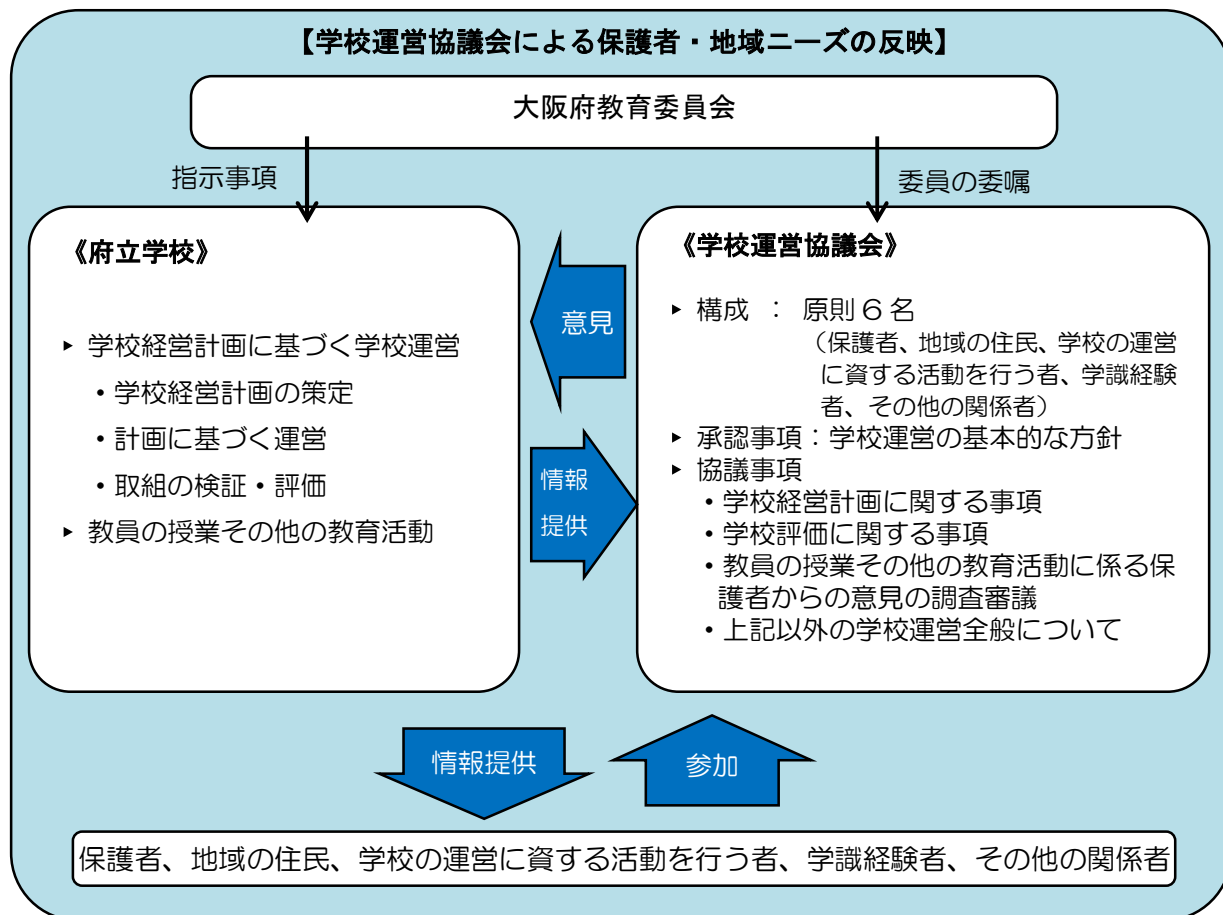 【学校運営協議会による保護者・地域ニーズの反映】
大阪府教育委員会
指示事項
委員の委嘱
《府立学校》
▶ 学校経営計画に基づく学校運営
・学校経営計画の策定
・計画に基づく運営
・取組の検証・評価
▶ 教員の授業その他の教育活動
意見
情報
提供
《学校運営協議会》
▶ 構成 ： 原則６名
（保護者、地域の住民、学校の運営
に資する活動を行う者、学識経験
者、その他の関係者）
▶ 承認事項：学校運営の基本的な方針
▶ 協議事項
・学校経営計画に関する事項
・学校評価に関する事項
・教員の授業その他の教育活動に係る保
護者からの意見の調査審議
・上記以外の学校運営全般について
情報提供
参加
保護者、地域の住民、学校の運営に資する活動を行う者、学識経験者、その他の関係者